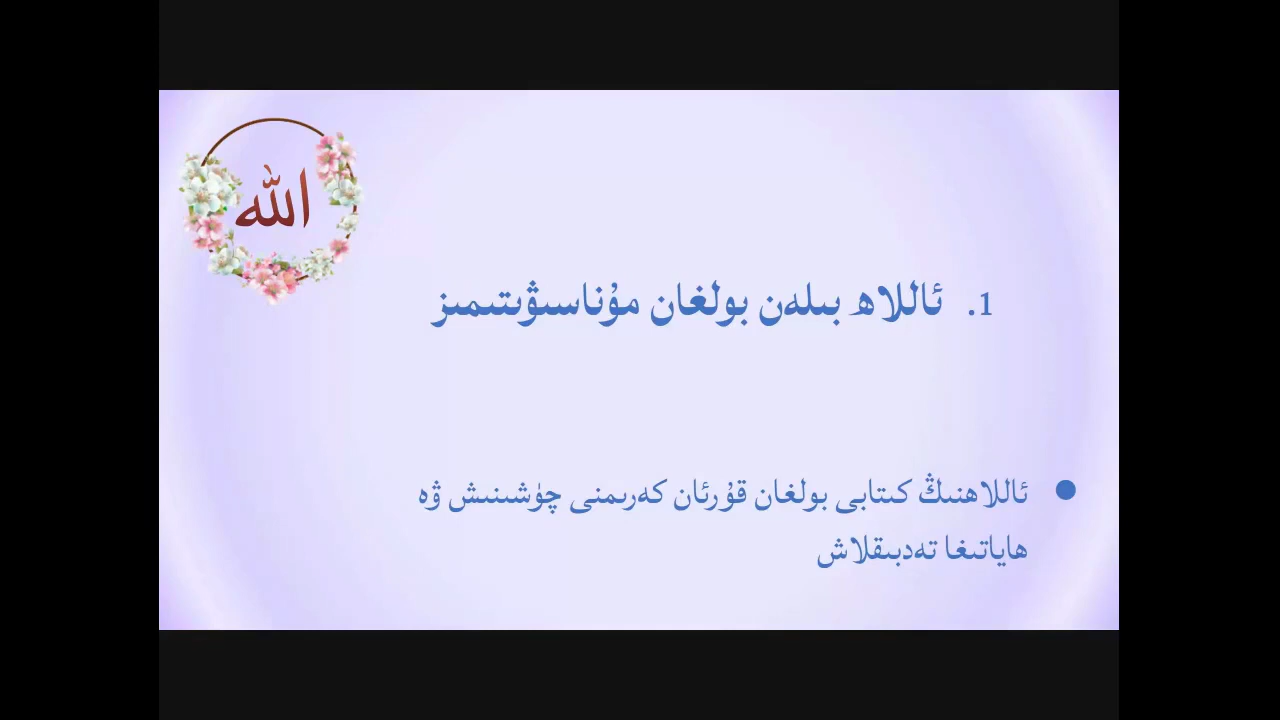 الله
1. ئاللاھ بىلەن بولغان مۇناسىۋىتىمىز
● ئاللاھنىڭ كىتابى بولغان قۇرئان كەرىمنى چۈشىنىش ۋە
ھاياتىغا تەدبىقلاش